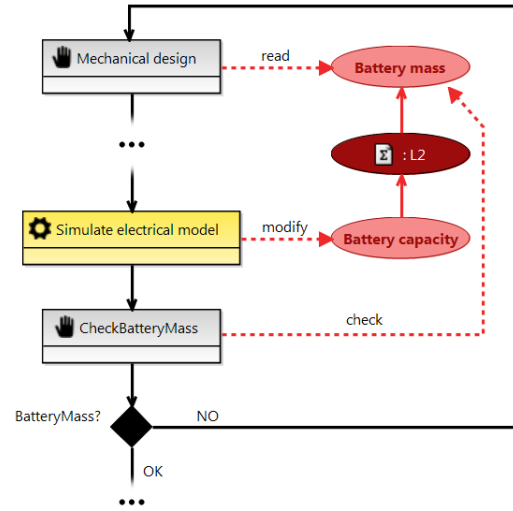 Mechanical design
read
Battery mass
...
Σ : L2
Simulate electrical model
modify
Battery capacity
CheckBatteryMass
check
BatteryMass?
NO
OK
...